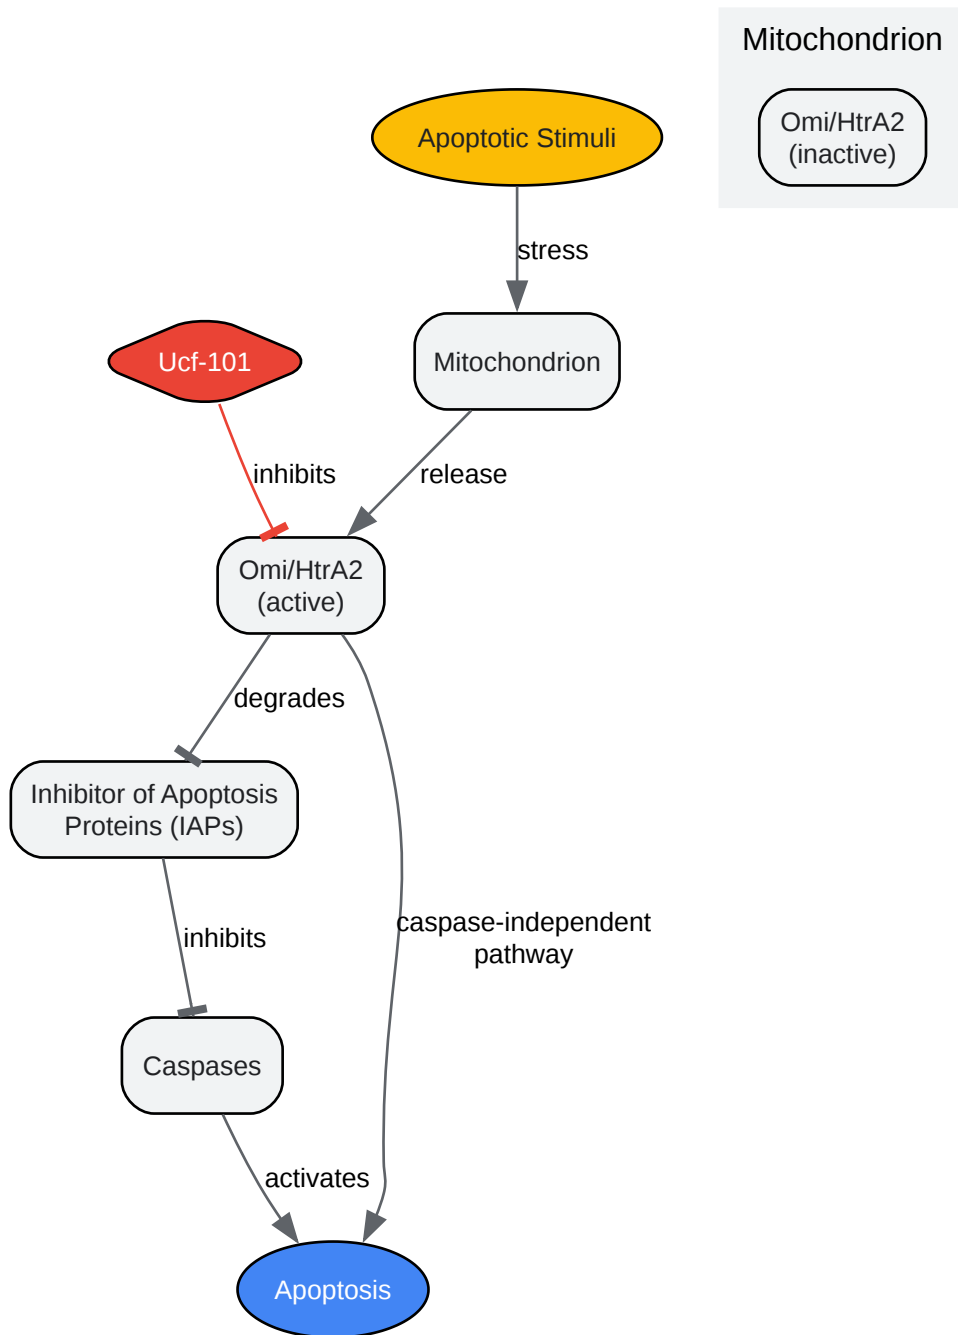 Mitochondrion
Omi/HtrA2
(inactive)
Apoptotic Stimuli
stress
Ucf-101
Mitochondrion
inhibits
release
Omi/HtrA2
(active)
degrades
Inhibitor of Apoptosis
Proteins (IAPs)
inhibits
caspase-independent
pathway
Caspases
activates
Apoptosis